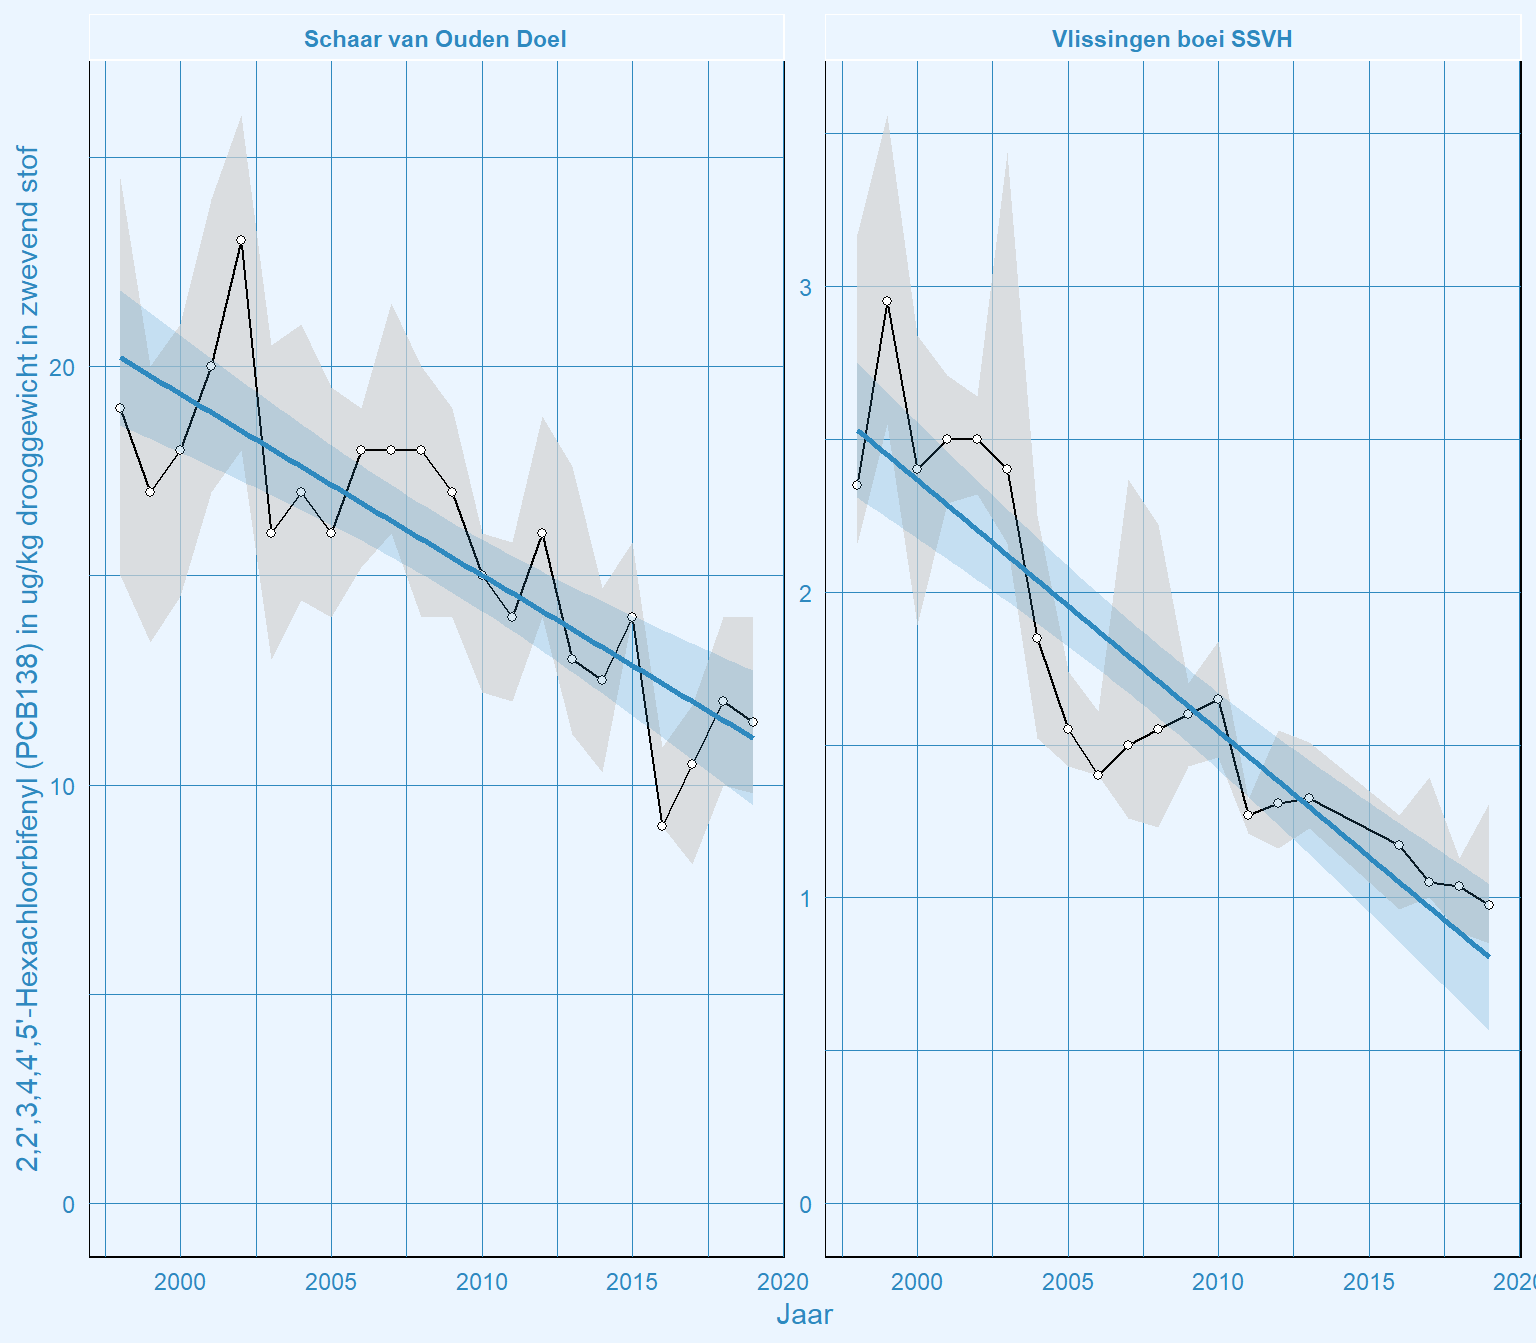 Schaar van Ouden Doel
Vlissingen boei SSVH
2,2',3,4,4',5'-Hexachloorbifenyl (PCB138) in ug/kg drooggewicht in zwevend stof
20
10
0
3
2
1
0
2000 2005 2010 2015 2020
2000 2005 2010 2015 2020
Jaar